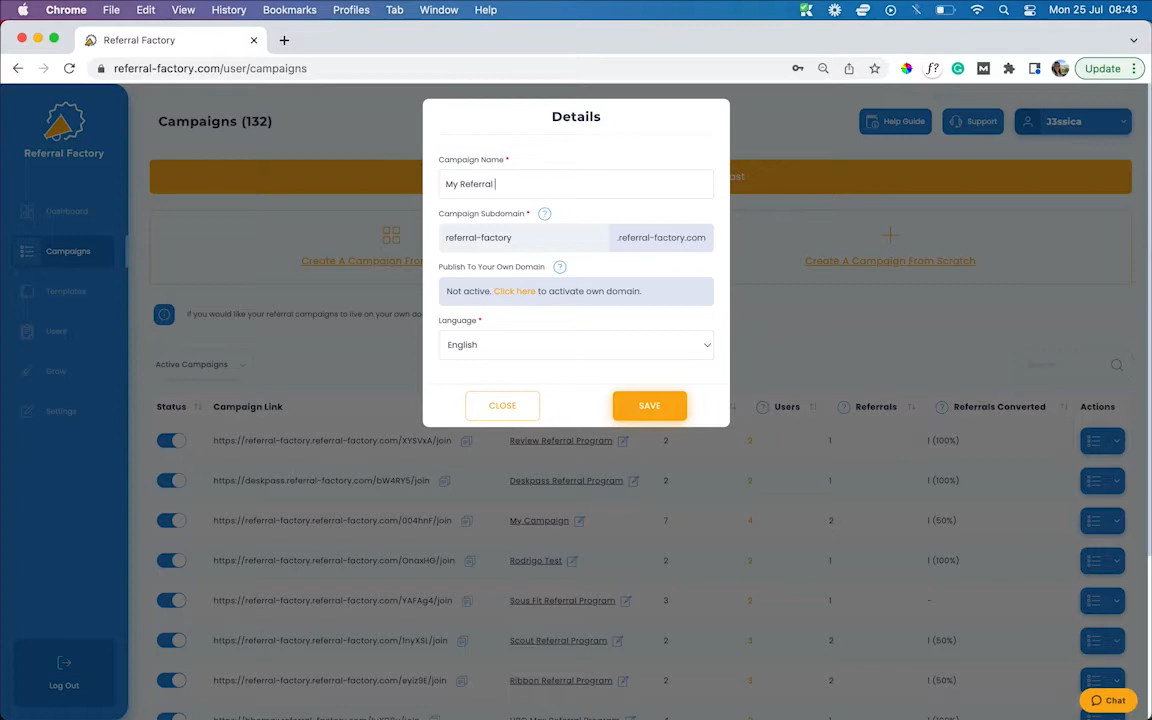 Chrome File Edit View History Bookmarks Profiles Tab Window Help Mon 25 Jul 08:43
Referral Factory
referral-factory.com/user/campaigns Update
Referral Factory
Dashboard
Campaigns
Templates
Users
Grow
Settings
Log Out
Campaigns (132) Help Guide Support J3ssica
Create A Campaign Fro Create A Campaign From Scratch
If you would like your referral campaigns to live on your own do
Active Campaigns Search
Details
Campaign Name *
My Referral
Campaign Subdomain * ?
referral-factory .referral-factory.com
Publish To Your Own Domain ?
Not active. Click here to activate own domain.
Language *
English
CLOSE SAVE
Status Campaign Link ? Users ? Referrals ? Referrals Converted Actions
https://referral-factory.referral-factory.com/XYSVxA/join Review Referral Program 2 2 1 1 (100%)
https://deskpass.referral-factory.com/bW4RY5/join Deskpass Referral Program 2 2 1 1 (100%)
https://referral-factory.referral-factory.com/004hnF/join My Campaign 7 4 2 1 (50%)
https://referral-factory.referral-factory.com/OnaxHG/join Rodrigo Test 2 2 1 1 (100%)
https://referral-factory.referral-factory.com/YAFAg4/join Sous Fit Referral Program 3 2 1 -
https://referral-factory.referral-factory.com/InyXSL/join Scout Referral Program 2 3 2 1 (50%)
https://referral-factory.referral-factory.com/eyiz9E/join Ribbon Referral Program 2 3 2 1 (50%)
Chat